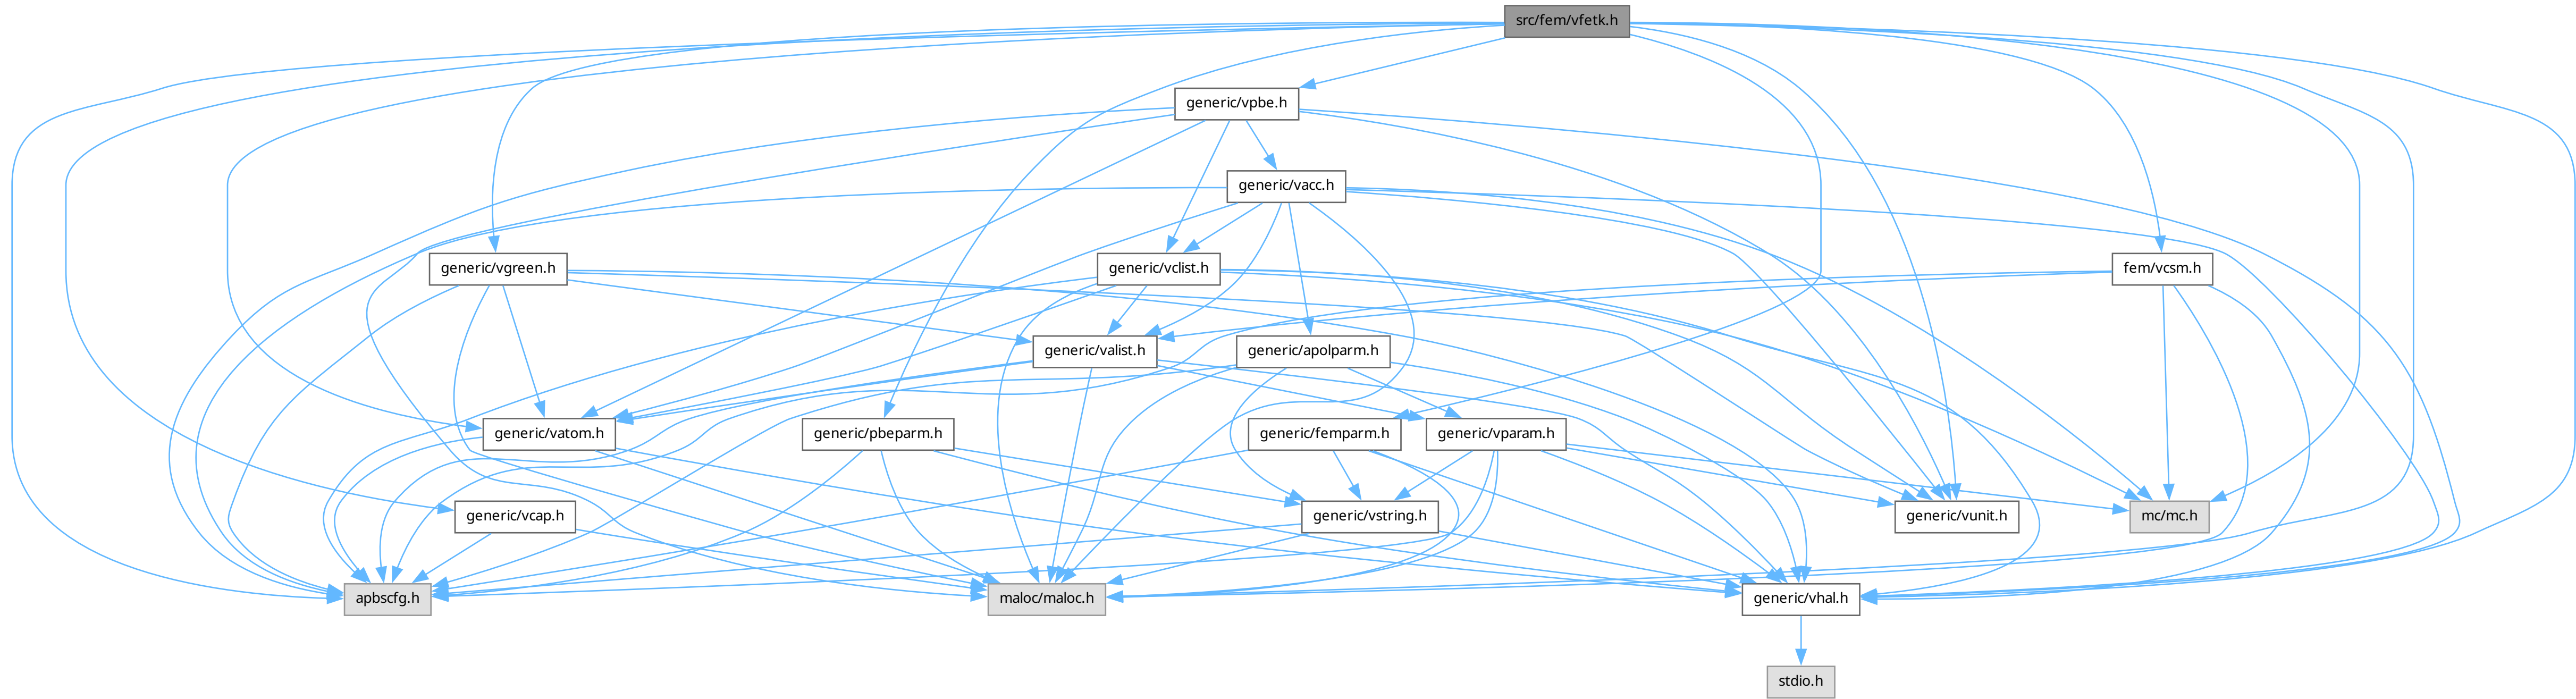 src/fem/vfetk.h
generic/vpbe.h
generic/vacc.h
generic/vgreen.h
generic/vclist.h
fem/vcsm.h
generic/valist.h
generic/apolparm.h
generic/vatom.h
generic/pbeparm.h
generic/femparm.h
generic/vparam.h
generic/vcap.h
generic/vstring.h
generic/vunit.h
mc/mc.h
apbscfg.h
maloc/maloc.h
generic/vhal.h
stdio.h